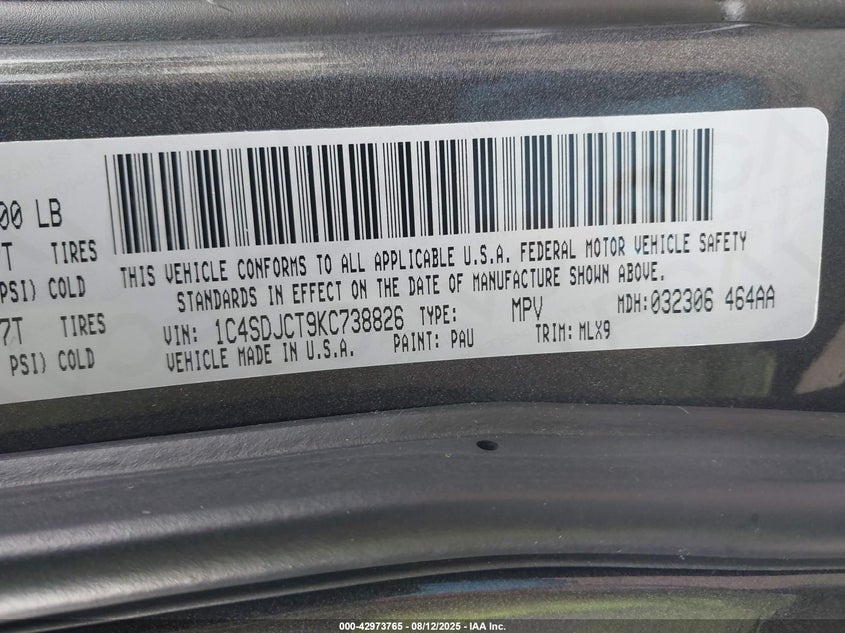 00 LB
T TIRES
PSI) COLD
7T TIRES
PSI) COLD
THIS VEHICLE CONFORMS TO ALL APPLICABLE U.S.A. FEDERAL MOTOR VEHICLE SAFETY
STANDARDS IN EFFECT ON THE DATE OF MANUFACTURE SHOWN ABOVE.
VIN: 1C4SDJCT9KC738826 TYPE: MPV MDH: 032306 464AA
VEHICLE MADE IN U.S.A. PAINT: PAU TRIM: MLX9
000-42973765 - 08/12/2025 - IAA Inc.